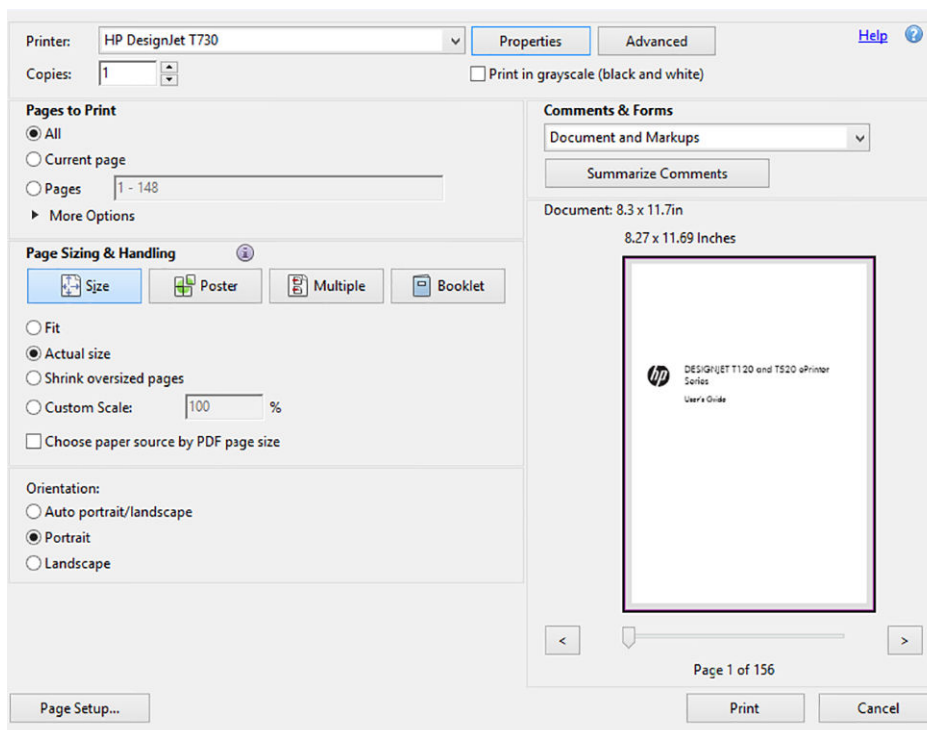 Printer: HP DesignJet T730 Properties Advanced Help ?
Copies: 1 Print in grayscale (black and white)
Pages to Print
All
Current page
Pages 1 - 148
More Options
Comments & Forms
Document and Markups
Summarize Comments
Page Sizing & Handling i
Size Poster Multiple Booklet
Fit
Actual size
Shrink oversized pages
Custom Scale: 100 %
Choose paper source by PDF page size
Orientation:
Auto portrait/landscape
Portrait
Landscape
Document: 8.3 x 11.7in
8.27 x 11.69 Inches
hp DESIGNJET T120 and T520 ePrinter
Series
User's Guide
< >
Page 1 of 156
Page Setup... Print Cancel